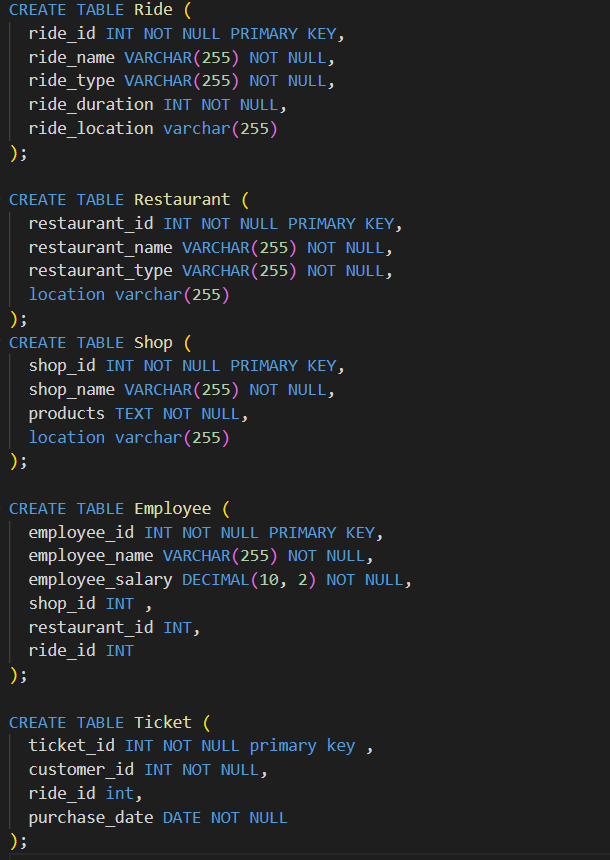 CREATE TABLE Ride (
ride_id INT NOT NULL PRIMARY KEY,
ride_name VARCHAR(255) NOT NULL,
ride_type VARCHAR(255) NOT NULL,
ride_duration INT NOT NULL,
ride_location varchar(255)
);
CREATE TABLE Restaurant (
restaurant_id INT NOT NULL PRIMARY KEY,
restaurant_name VARCHAR(255) NOT NULL,
restaurant_type VARCHAR(255) NOT NULL,
location varchar(255)
);
CREATE TABLE Shop (
shop_id INT NOT NULL PRIMARY KEY,
shop_name VARCHAR(255) NOT NULL,
products TEXT NOT NULL,
location varchar(255)
);
CREATE TABLE Employee (
employee_id INT NOT NULL PRIMARY KEY,
employee_name VARCHAR(255) NOT NULL,
employee_salary DECIMAL(10, 2) NOT NULL,
shop_id INT ,
restaurant_id INT,
ride_id INT
);
CREATE TABLE Ticket (
ticket_id INT NOT NULL primary key ,
customer_id INT NOT NULL,
ride_id int,
purchase_date DATE NOT NULL
);